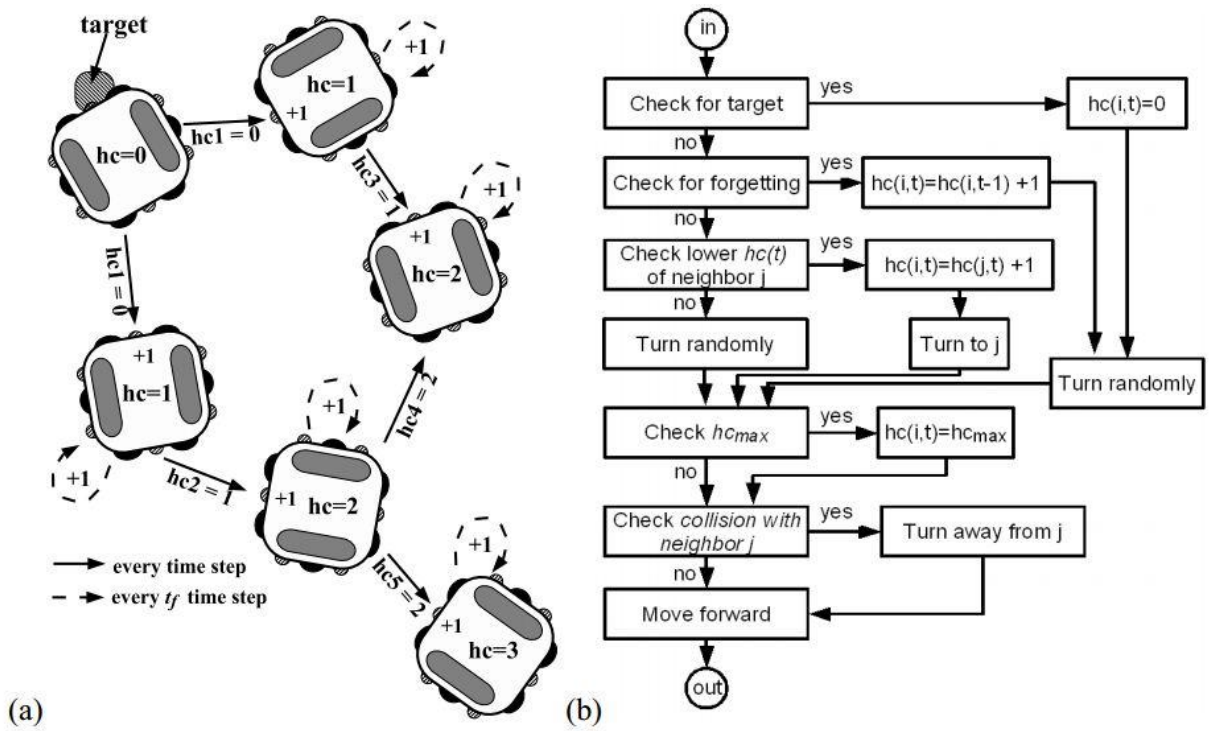 target
hc=0
hc1 = 0
hc=1
+1
+1
hc3 = 1
+1
+1
hc=2
hc1 = 0
+1
hc=1
+1
hc2 = 1
+1
+1
hc=2
hc4 = 2
hc5 = 2
+1
+1
hc=3
every time step
every tf time step
(a)
in
Check for target
yes
hc(i,t)=0
no
Check for forgetting
yes
hc(i,t)=hc(i,t-1) +1
no
Check lower hc(t)
of neighbor j
yes
hc(i,t)=hc(j,t) +1
no
Turn randomly
Turn to j
Turn randomly
Check hcmax
yes
hc(i,t)=hcmax
no
Check collision with
neighbor j
yes
Turn away from j
no
Move forward
out
(b)